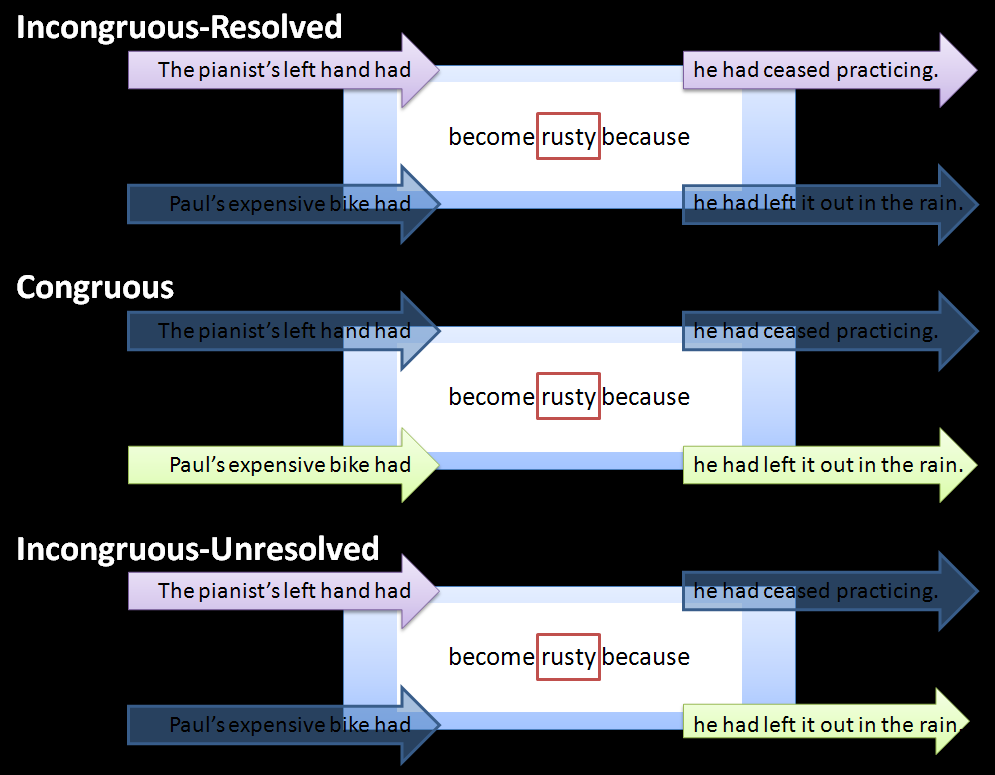 Incongruous-Resolved
The pianist’s left hand had
he had ceased practicing.
become rusty because
Paul’s expensive bike had
he had left it out in the rain.
Congruous
The pianist’s left hand had
he had ceased practicing.
become rusty because
Paul’s expensive bike had
he had left it out in the rain.
Incongruous-Unresolved
The pianist’s left hand had
he had ceased practicing.
become rusty because
Paul’s expensive bike had
he had left it out in the rain.